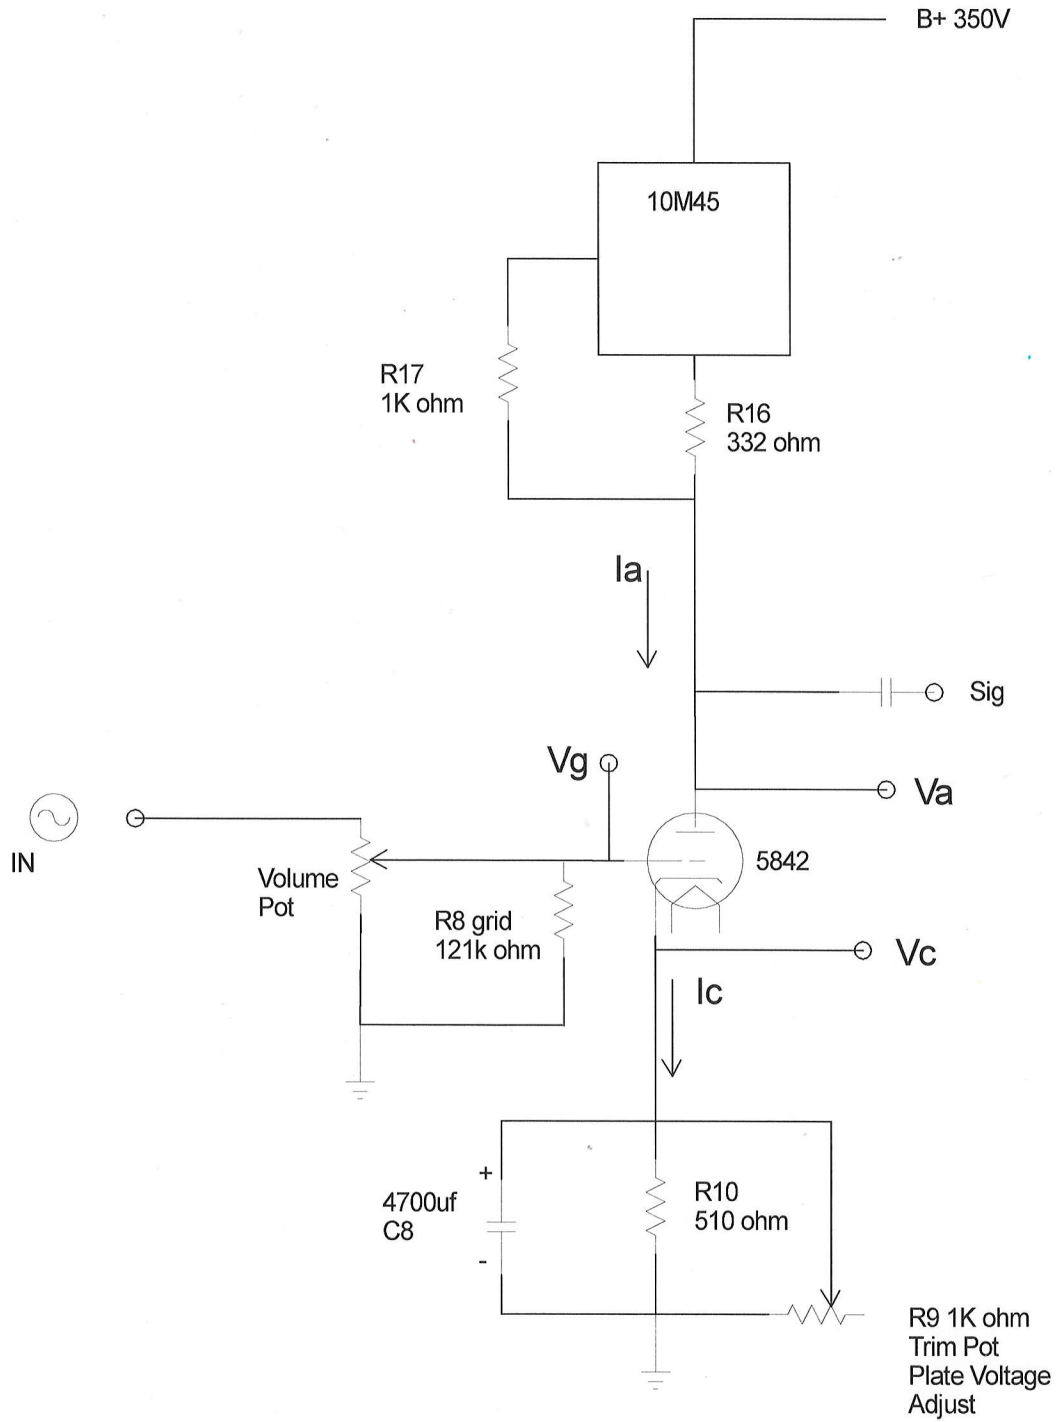 B+ 350V
10M45
R17
1K ohm
R16
332 ohm
Ia
Sig
Vg
Va
IN
Volume
Pot
5842
R8 grid
121k ohm
Vc
Ic
+
4700uf
C8
-
R10
510 ohm
R9 1K ohm
Trim Pot
Plate Voltage
Adjust